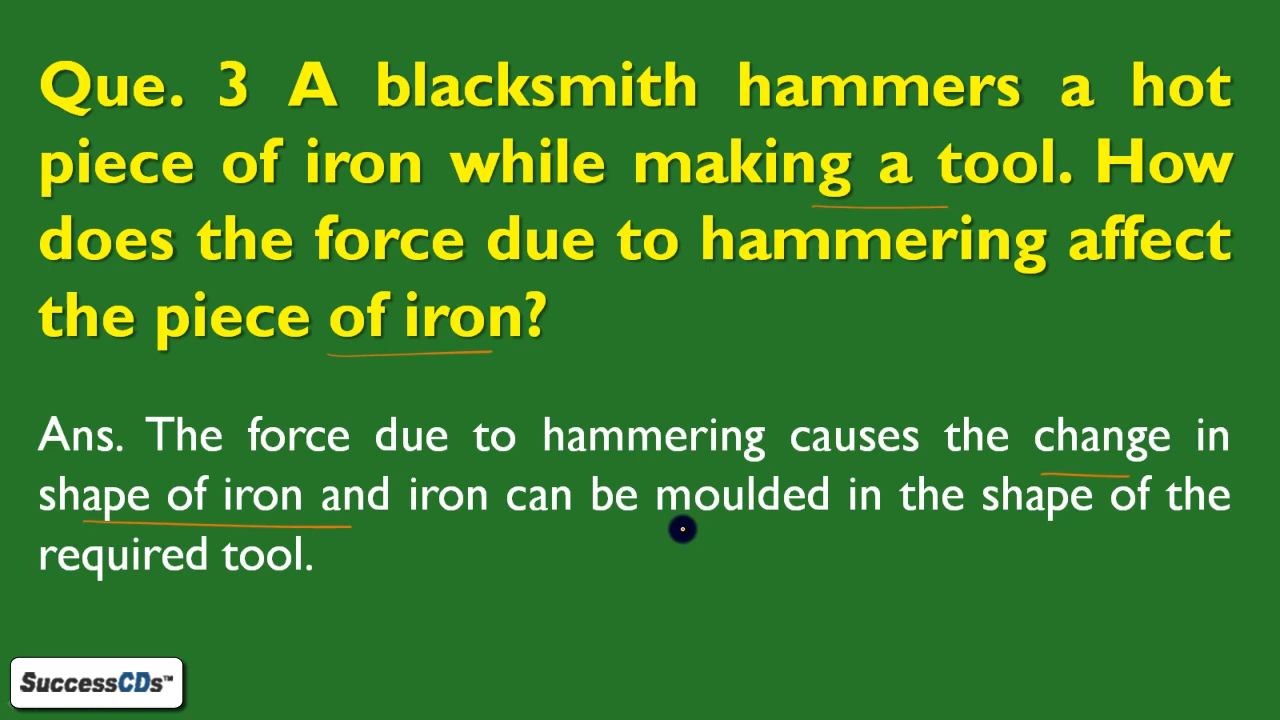 Que. 3 A blacksmith hammers a hot
piece of iron while making a tool. How
does the force due to hammering affect
the piece of iron?
Ans. The force due to hammering causes the change in
shape of iron and iron can be moulded in the shape of the
required tool.
SuccessCDs™